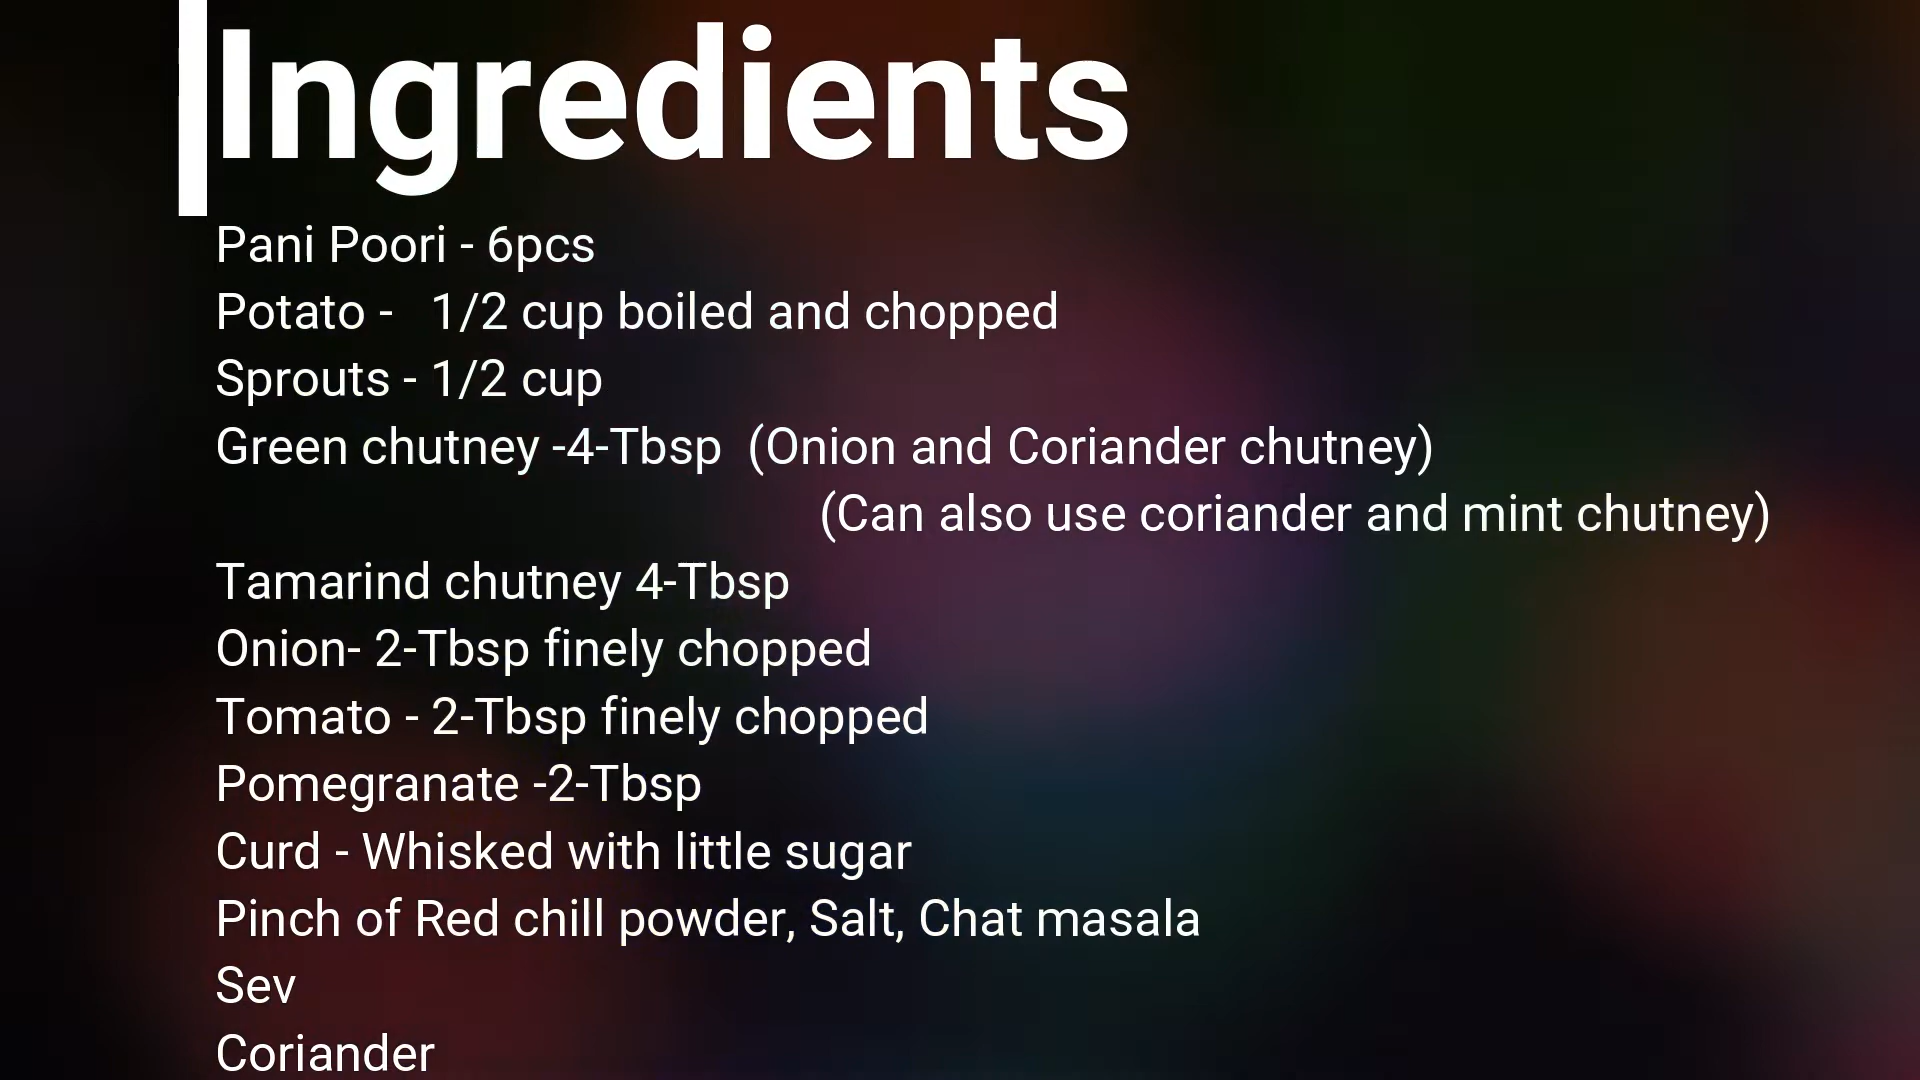 Ingredients
Pani Poori - 6pcs
Potato -   1/2 cup boiled and chopped
Sprouts - 1/2 cup
Green chutney -4-Tbsp  (Onion and Coriander chutney)
(Can also use coriander and mint chutney)
Tamarind chutney 4-Tbsp
Onion- 2-Tbsp finely chopped
Tomato - 2-Tbsp finely chopped
Pomegranate -2-Tbsp
Curd - Whisked with little sugar
Pinch of Red chill powder, Salt, Chat masala
Sev
Coriander